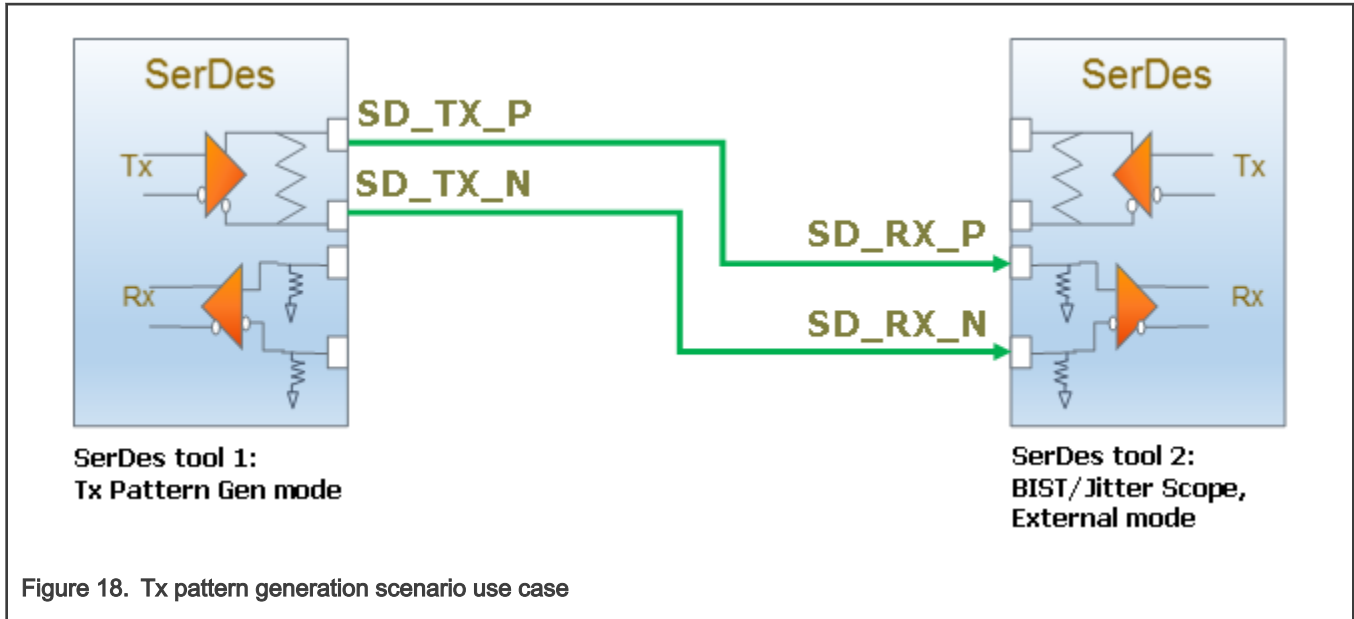 SerDes
SD_TX_P
SD_TX_N
Tx
Rx
SerDes tool 1:
Tx Pattern Gen mode
SerDes
SD_RX_P
SD_RX_N
Tx
Rx
SerDes tool 2:
BIST/Jitter Scope,
External mode
Figure 18. Tx pattern generation scenario use case